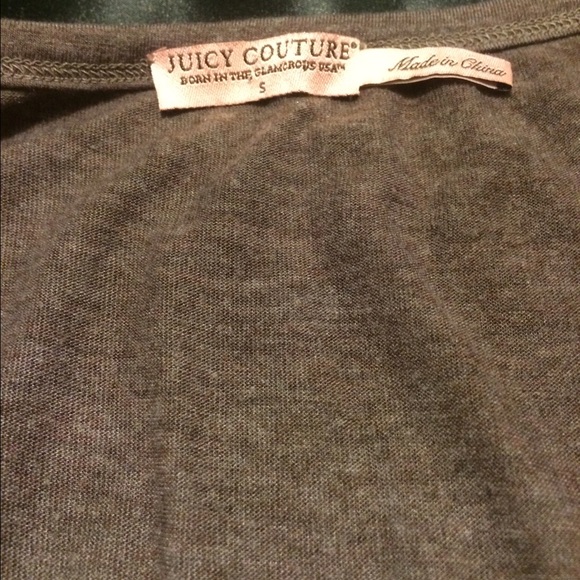 JUICY COUTURE®
BORN IN THE GLAMOROUS USA™
S
Made in China